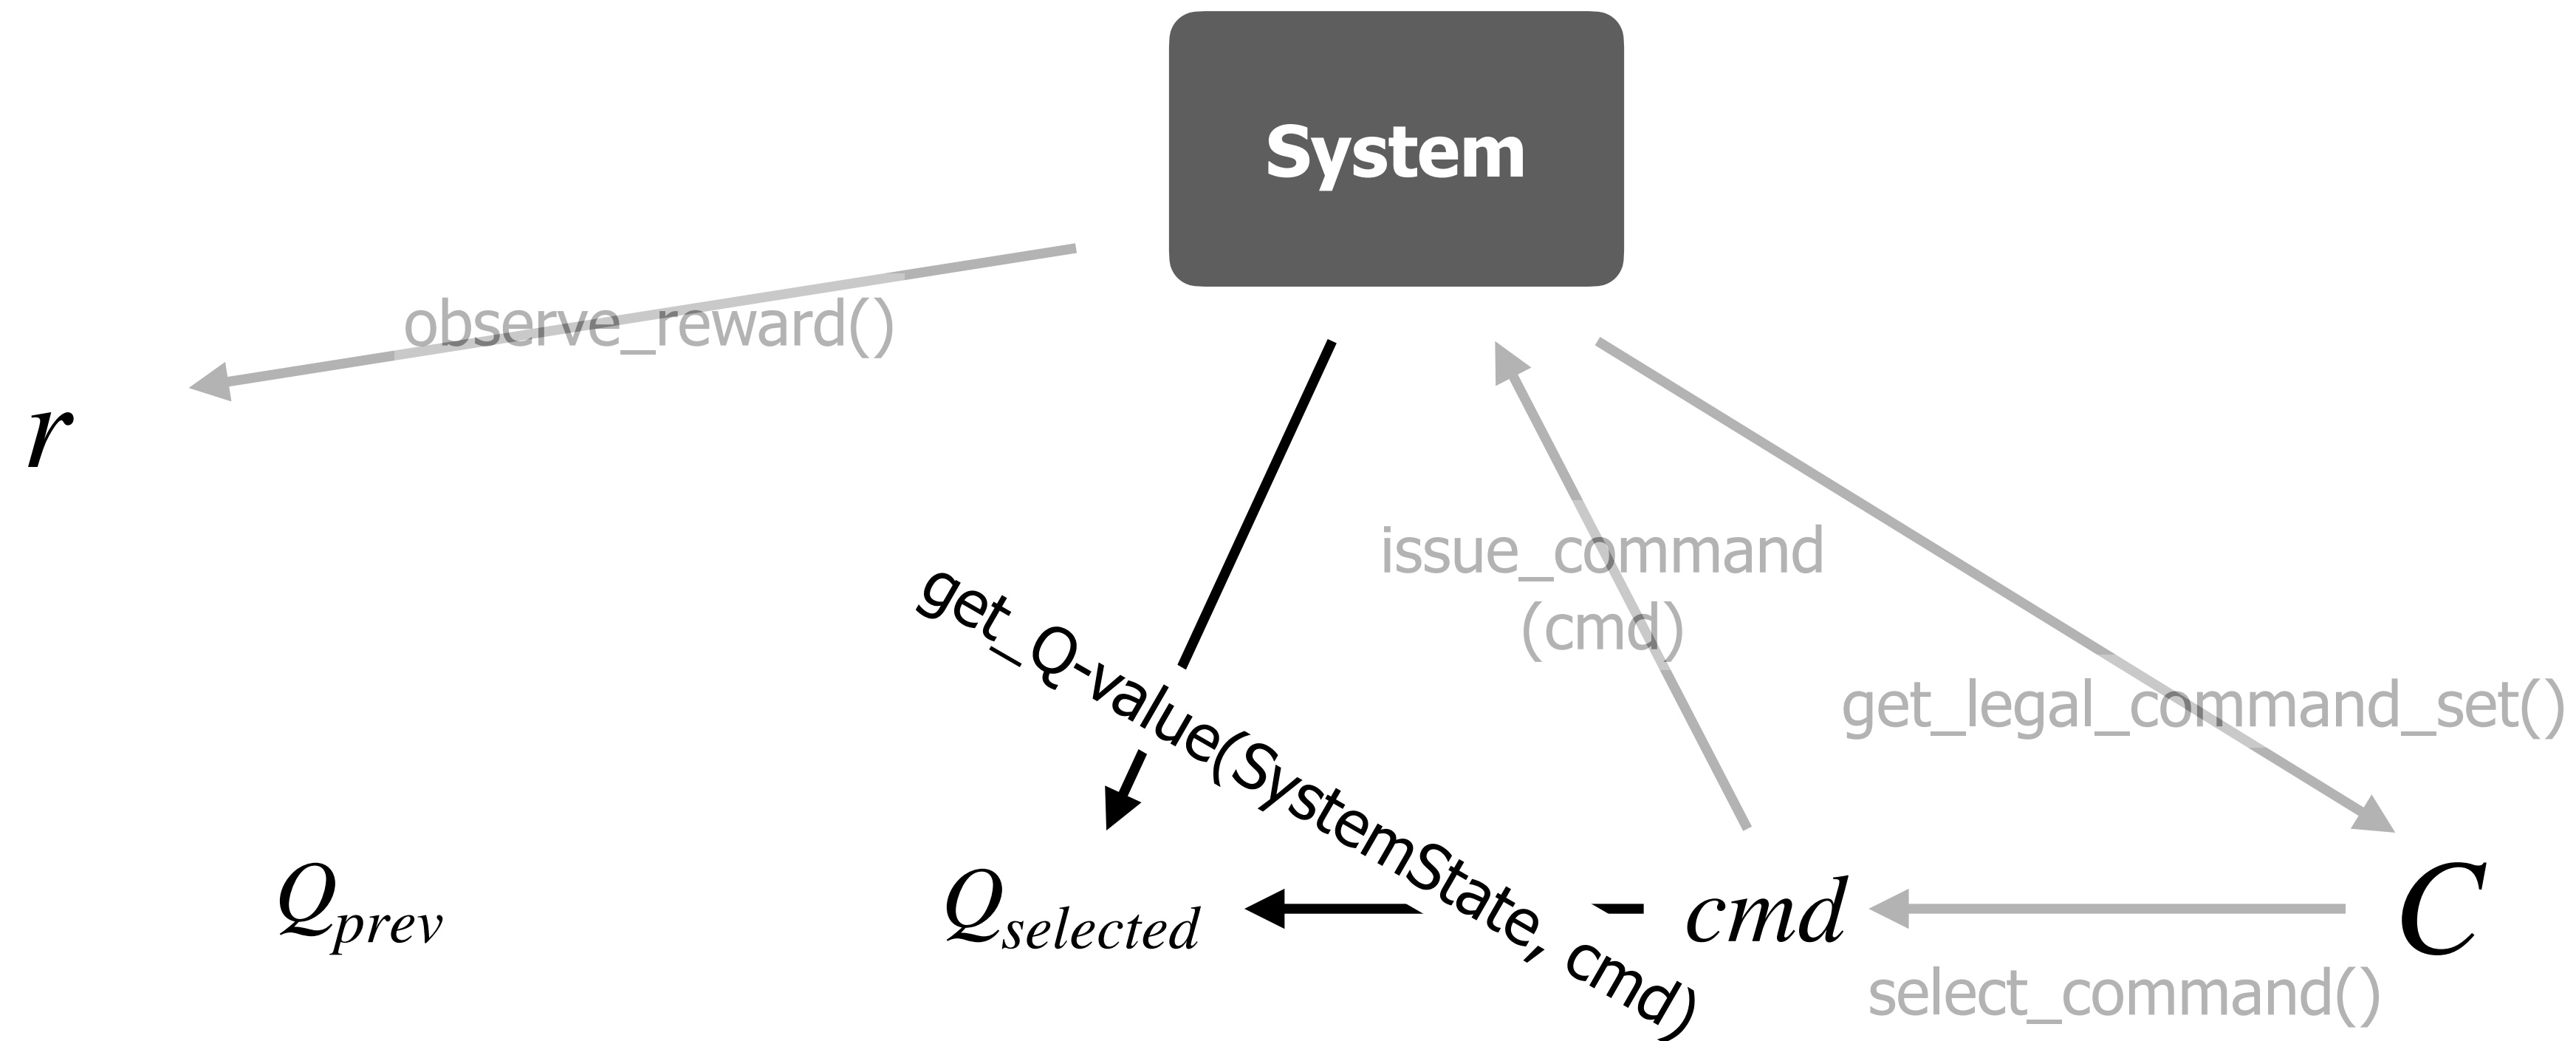 System
observe_reward()
r
issue_command
(cmd)
get_Q-value(SystemState, cmd)
get_legal_command_set()
Q_prev
Q_selected
cmd
C
select_command()